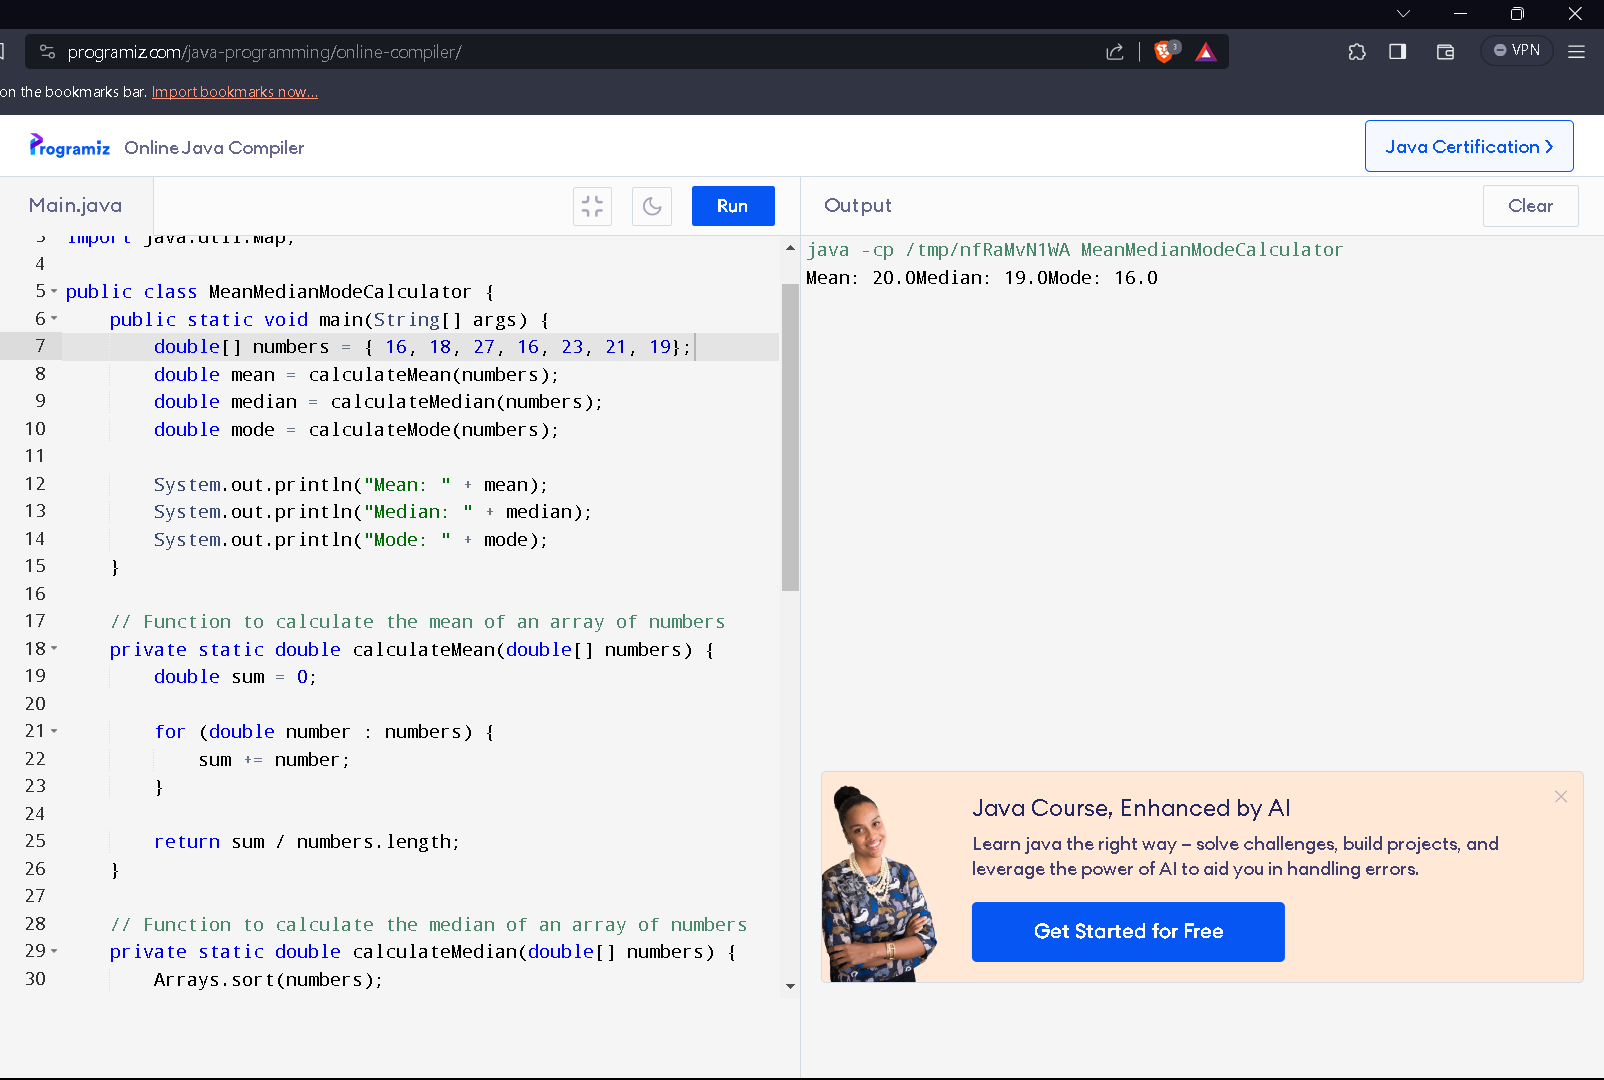 programiz.com/java-programming/online-compiler/
3
VPN
on the bookmarks bar. Import bookmarks now...
Programiz
Online Java Compiler
Java Certification
Main.java
Run
3 import java.util.Map;
4
5 public class MeanMedianModeCalculator {
6 public static void main(String[] args) {
7 double[] numbers = { 16, 18, 27, 16, 23, 21, 19};
8 double mean = calculateMean(numbers);
9 double median = calculateMedian(numbers);
10 double mode = calculateMode(numbers);
11
12 System.out.println("Mean: " + mean);
13 System.out.println("Median: " + median);
14 System.out.println("Mode: " + mode);
15 }
16
17 // Function to calculate the mean of an array of numbers
18 private static double calculateMean(double[] numbers) {
19 double sum = 0;
20
21 for (double number : numbers) {
22 sum += number;
23 }
24
25 return sum / numbers.length;
26 }
27
28 // Function to calculate the median of an array of numbers
29 private static double calculateMedian(double[] numbers) {
30 Arrays.sort(numbers);
Output
Clear
java -cp /tmp/nfRaMvN1WA MeanMedianModeCalculator
Mean: 20.0Median: 19.0Mode: 16.0
Java Course, Enhanced by AI
Learn java the right way – solve challenges, build projects, and
leverage the power of AI to aid you in handling errors.
Get Started for Free